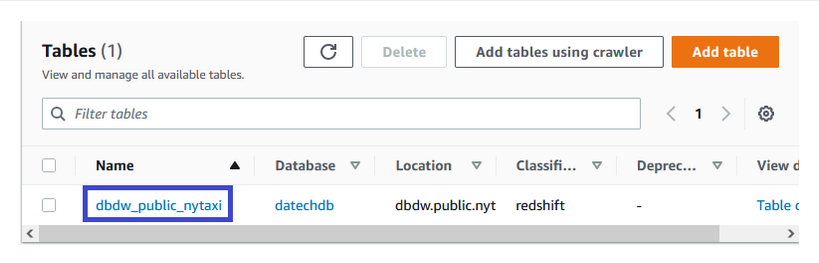 Tables (1)
View and manage all available tables.
Delete
Add tables using crawler
Add table
Filter tables
1
Name Database Location Classifi... Deprec... View d
dbdw_public_nytaxi datechdb dbdw.public.nyt redshift - Table